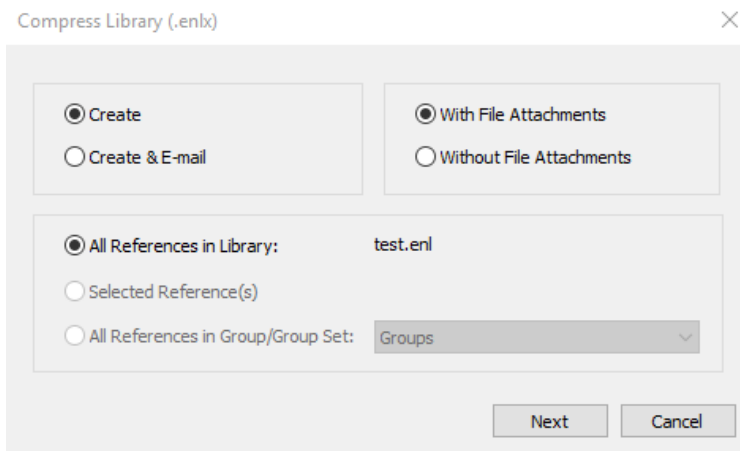 Compress Library (.enlx)
Create
Create & E-mail
With File Attachments
Without File Attachments
All References in Library: test.enl
Selected Reference(s)
All References in Group/Group Set: Groups
Next Cancel